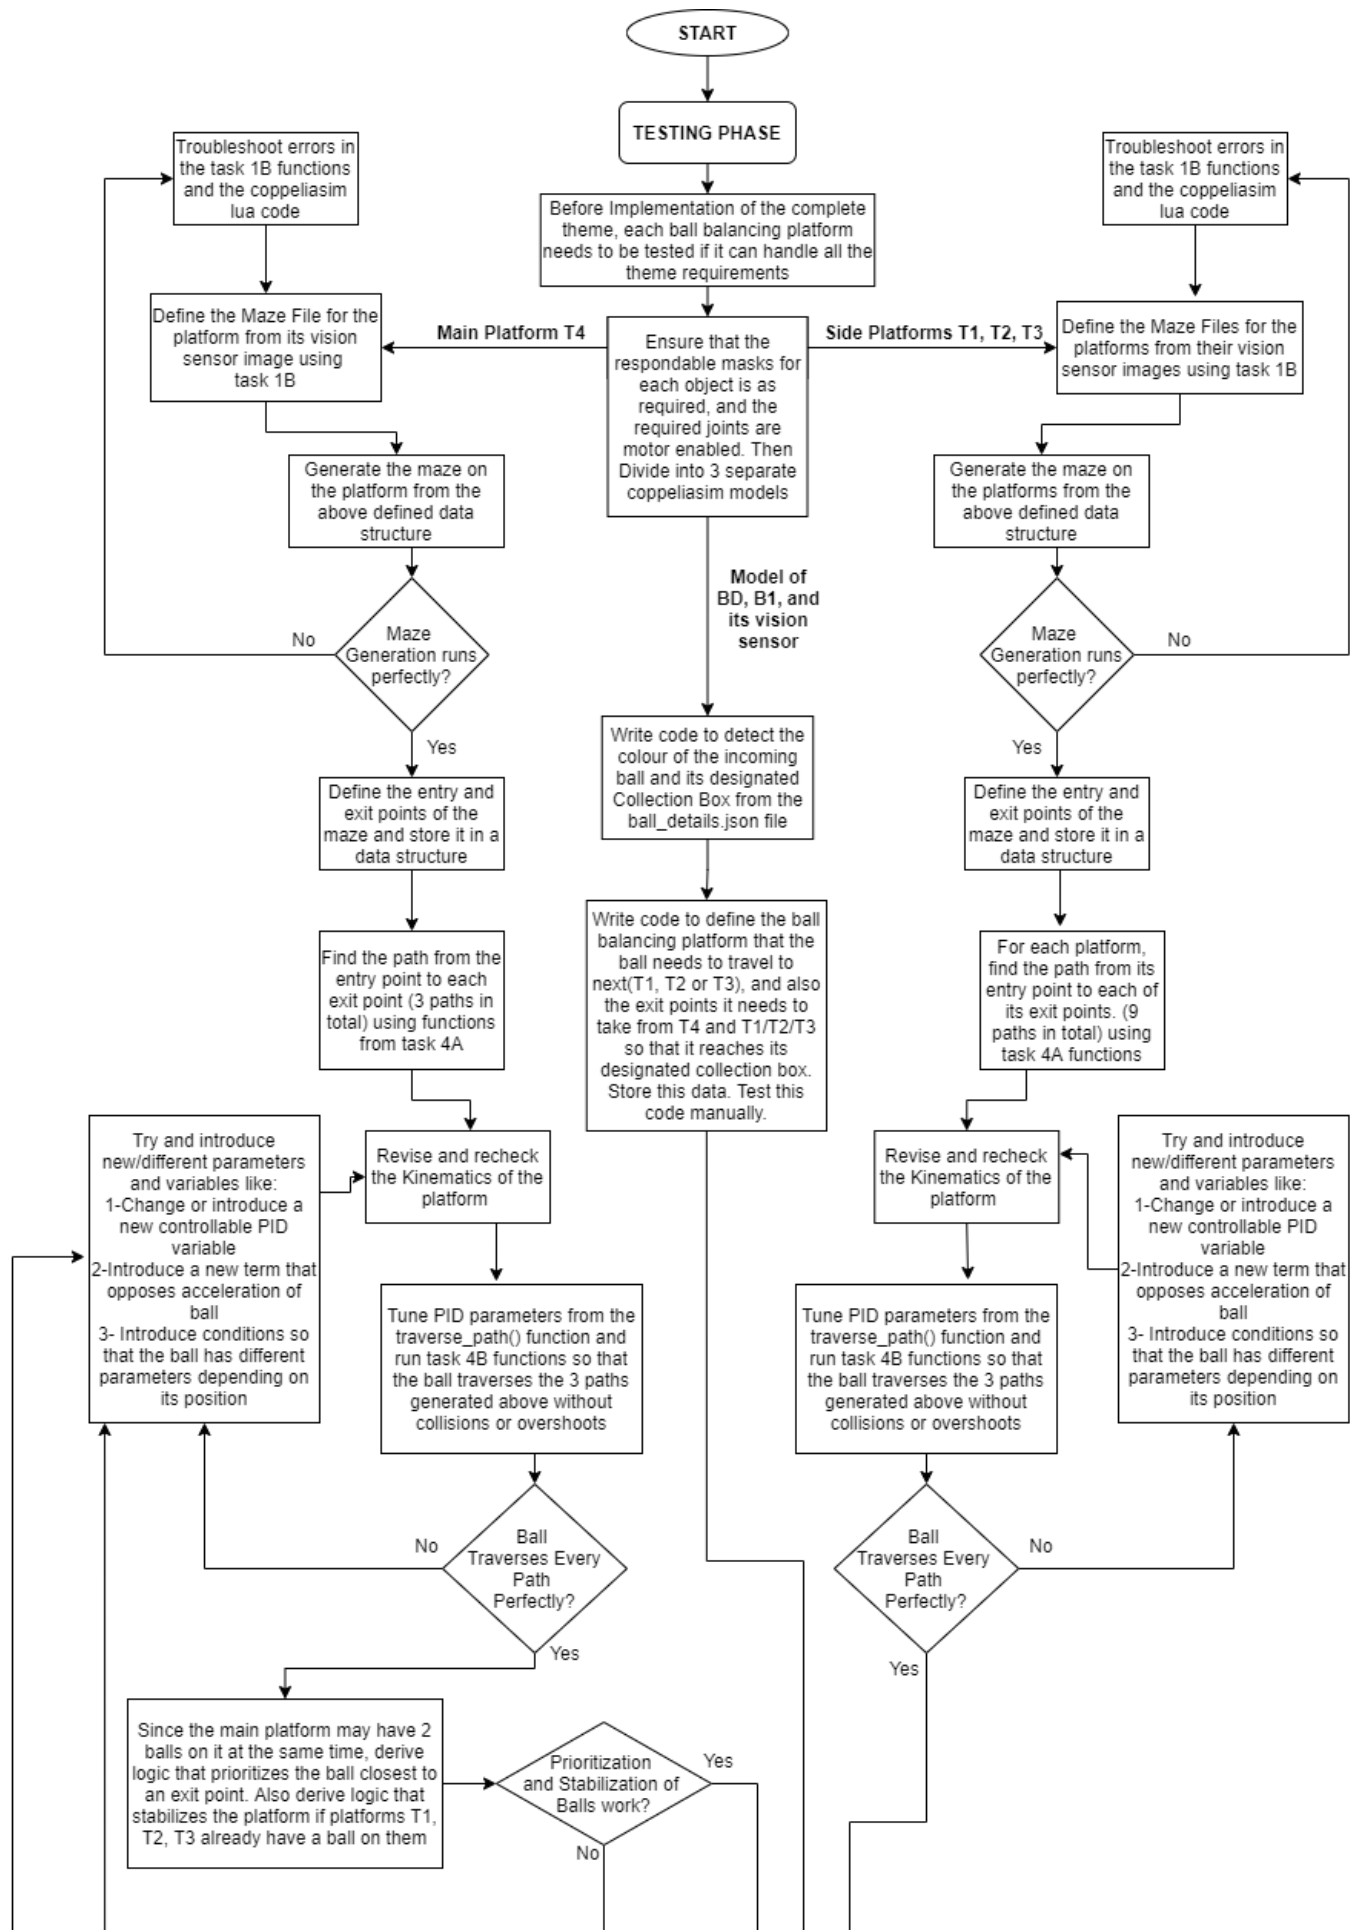 START
TESTING PHASE
Before Implementation of the complete
theme, each ball balancing platform
needs to be tested if it can handle all the
theme requirements
Troubleshoot errors in
the task 1B functions
and the coppeliasim
lua code
Troubleshoot errors in
the task 1B functions
and the coppeliasim
lua code
Define the Maze File for the
platform from its vision
sensor image using
task 1B
Main Platform T4
Ensure that the
respondable masks for
each object is as
required, and the
required joints are
motor enabled. Then
Divide into 3 separate
coppeliasim models
Side Platforms T1, T2, T3
Define the Maze Files for the
platforms from their vision
sensor images using task 1B
Generate the maze on
the platform from the
above defined data
structure
Generate the maze on
the platforms from the
above defined data
structure
Model of
BD, B1, and
its vision
sensor
No
Maze
Generation runs
perfectly?
Yes
Maze
Generation runs
perfectly?
No
Yes
Define the entry and
exit points of the
maze and store it in a
data structure
Write code to detect the
colour of the incoming
ball and its designated
Collection Box from the
ball_details.json file
Define the entry and
exit points of the
maze and store it in a
data structure
Find the path from the
entry point to each
exit point (3 paths in
total) using functions
from task 4A
Write code to define the ball
balancing platform that the
ball needs to travel to
next(T1, T2 or T3), and also
the exit points it needs to
take from T4 and T1/T2/T3
so that it reaches its
designated collection box.
Store this data. Test this
code manually.
For each platform,
find the path from its
entry point to each of
its exit points. (9
paths in total) using
task 4A functions
Try and introduce
new/different parameters
and variables like:
1-Change or introduce a
new controllable PID
variable
2-Introduce a new term that
opposes acceleration of
ball
3- Introduce conditions so
that the ball has different
parameters depending on
its position
Revise and recheck
the Kinematics of the
platform
Revise and recheck
the Kinematics of the
platform
Try and introduce
new/different parameters
and variables like:
1-Change or introduce a
new controllable PID
variable
2-Introduce a new term that
opposes acceleration of
ball
3- Introduce conditions so
that the ball has different
parameters depending on
its position
Tune PID parameters from the
traverse_path() function and
run task 4B functions so that
the ball traverses the 3 paths
generated above without
collisions or overshoots
Tune PID parameters from the
traverse_path() function and
run task 4B functions so that
the ball traverses the 3 paths
generated above without
collisions or overshoots
No
Ball
Traverses Every
Path
Perfectly?
Yes
Ball
Traverses Every
Path
Perfectly?
No
Yes
Since the main platform may have 2
balls on it at the same time, derive
logic that prioritizes the ball closest to
an exit point. Also derive logic that
stabilizes the platform if platforms T1,
T2, T3 already have a ball on them
Prioritization
and Stabilization of
Balls work?
Yes
No